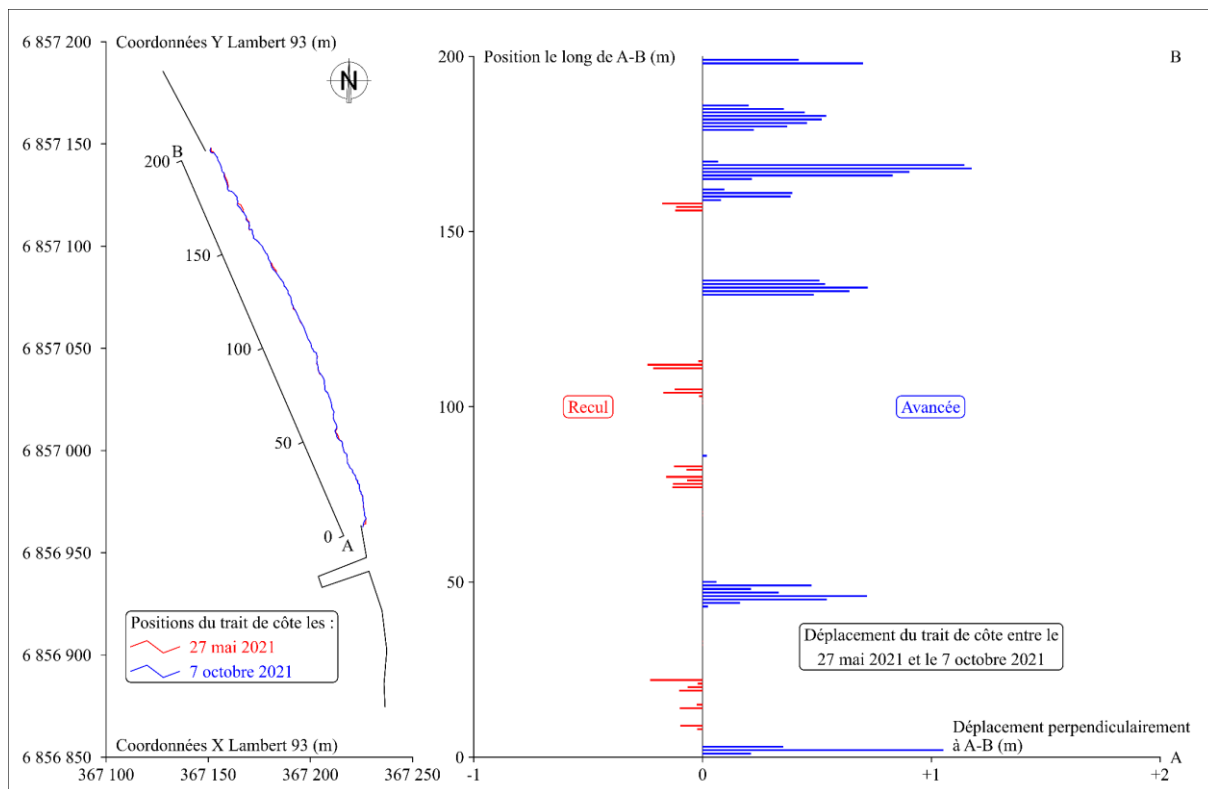 6 857 200
Coordonnées Y Lambert 93 (m)
N
6 857 150
B
200
6 857 100
150
6 857 050
100
6 857 000
50
0
A
6 856 950
Positions du trait de côte les :
27 mai 2021
7 octobre 2021
6 856 900
Coordonnées X Lambert 93 (m)
6 856 850
367 100
367 150
367 200
367 250
200
Position le long de A-B (m)
B
150
100
Recul
Avancée
50
Déplacement du trait de côte entre le
27 mai 2021 et le 7 octobre 2021
Déplacement perpendiculairement
à A-B (m)
0
A
-1
0
+1
+2